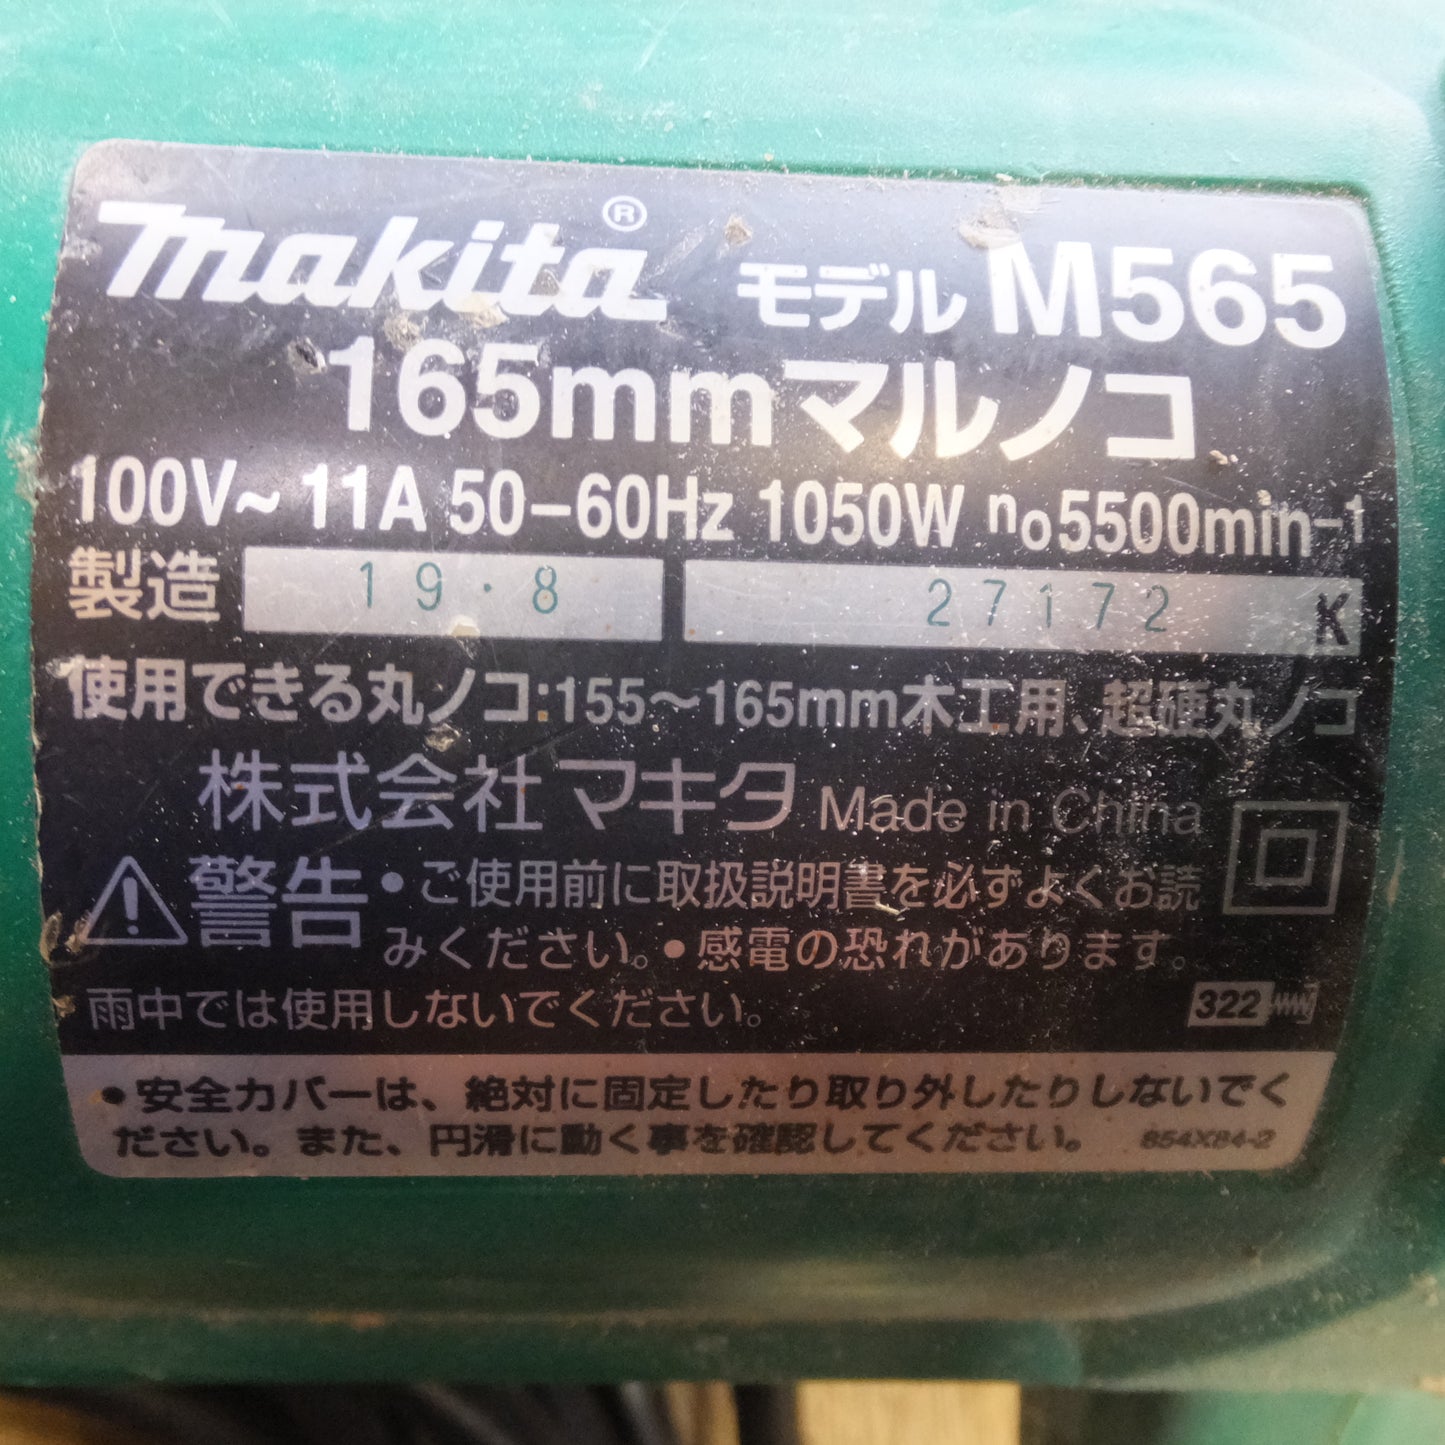 makita® モデル M565
165mmマルノコ
100V～ 11A 50-60Hz 1050W no5500min-1
製造 19.8 27172 K
使用できる丸ノコ:155～165mm木工用、超硬丸ノコ
株式会社マキタ Made in China
警告 •ご使用前に取扱説明書を必ずよくお読
みください。•感電の恐れがあります。
雨中では使用しないでください。
322
•安全カバーは、絶対に固定したり取り外したりしないでく
ださい。また、円滑に動く事を確認してください。 854X84-2